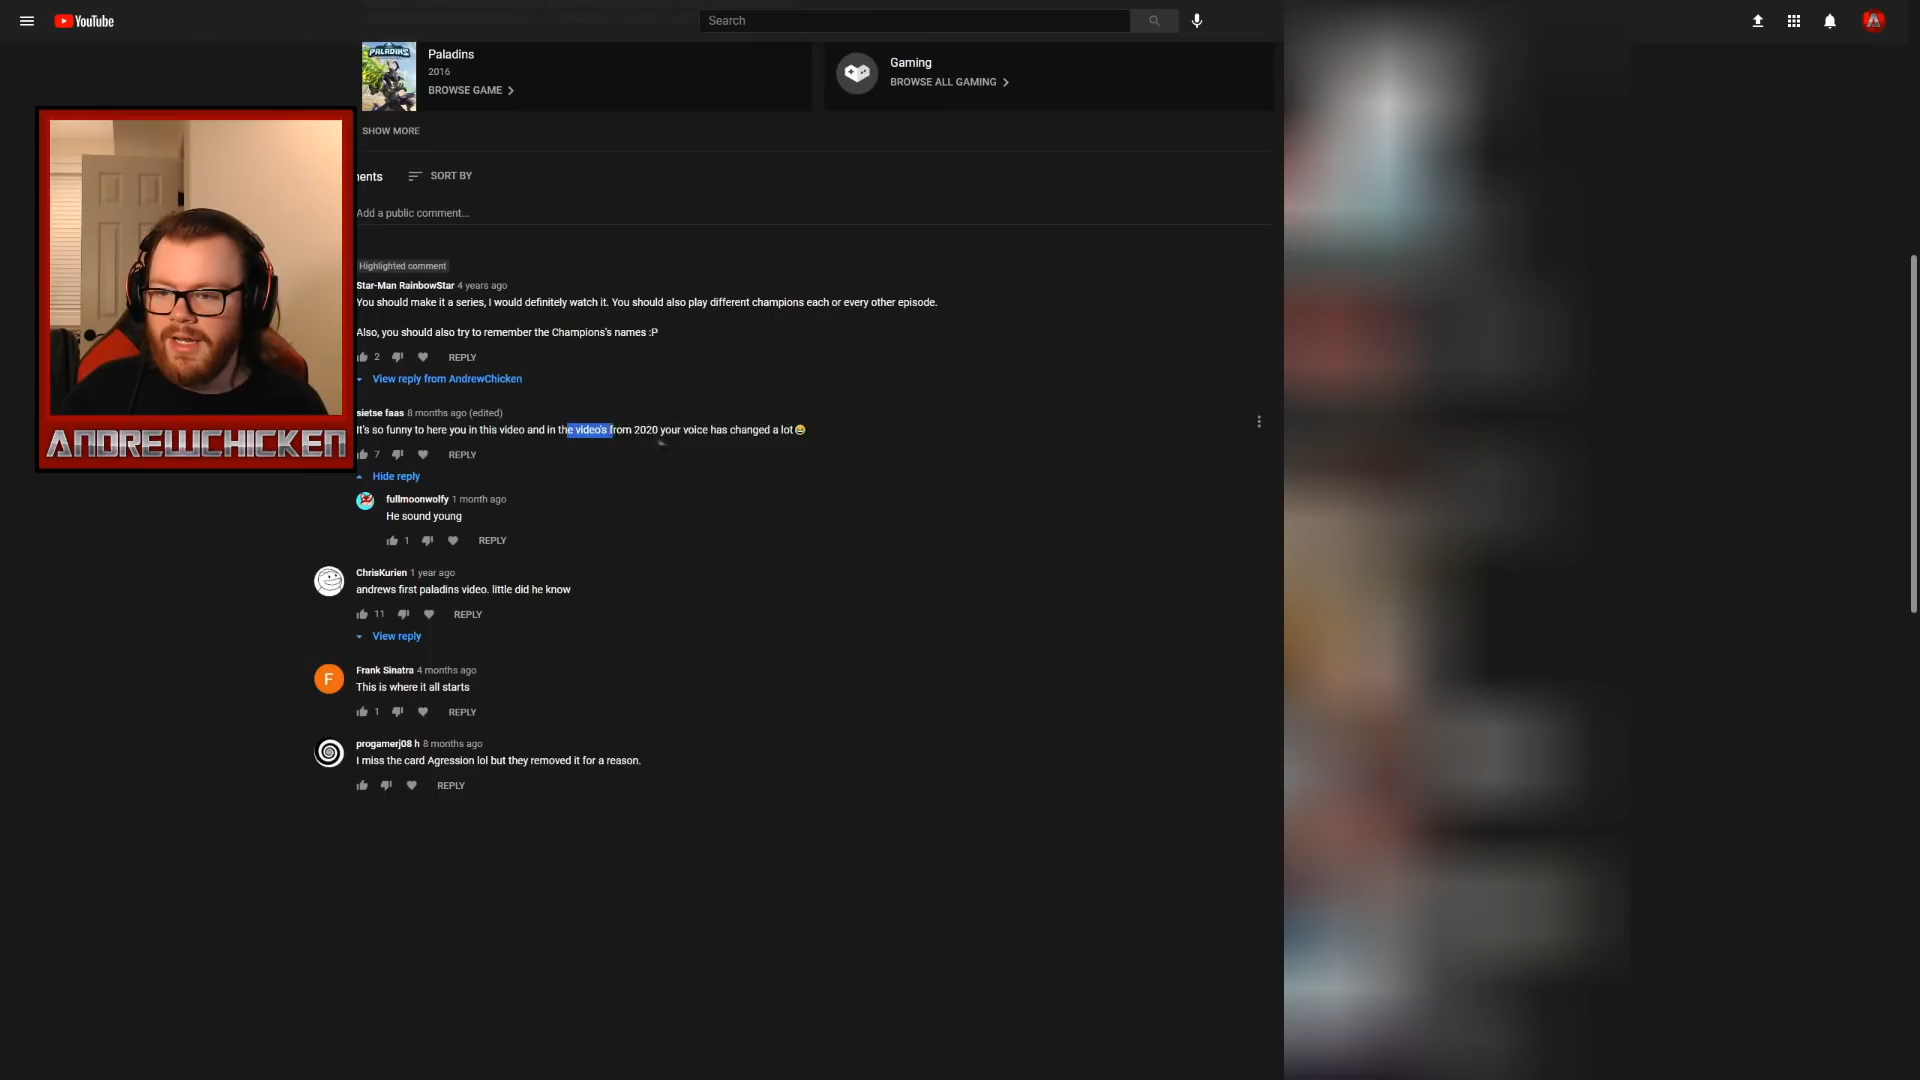 YouTube
Search
PALADINS
Paladins
2016
BROWSE GAME
Gaming
BROWSE ALL GAMING
SHOW MORE
ents
SORT BY
Add a public comment...
Highlighted comment
Star-Man RainbowStar 4 years ago
You should make it a series, I would definitely watch it. You should also play different champions each or every other episode.
Also, you should also try to remember the Champions's names :P
2
REPLY
View reply from AndrewChicken
sietse faas 8 months ago (edited)
It's so funny to here you in this video and in the video's from 2020 your voice has changed a lot😂
7
REPLY
Hide reply
fullmoonwolfy 1 month ago
He sound young
1
REPLY
ChrisKurien 1 year ago
andrews first paladins video. little did he know
11
REPLY
View reply
F
Frank Sinatra 4 months ago
This is where it all starts
1
REPLY
progamerj08 h 8 months ago
I miss the card Agression lol but they removed it for a reason.
REPLY
ANDREWCHICKEN